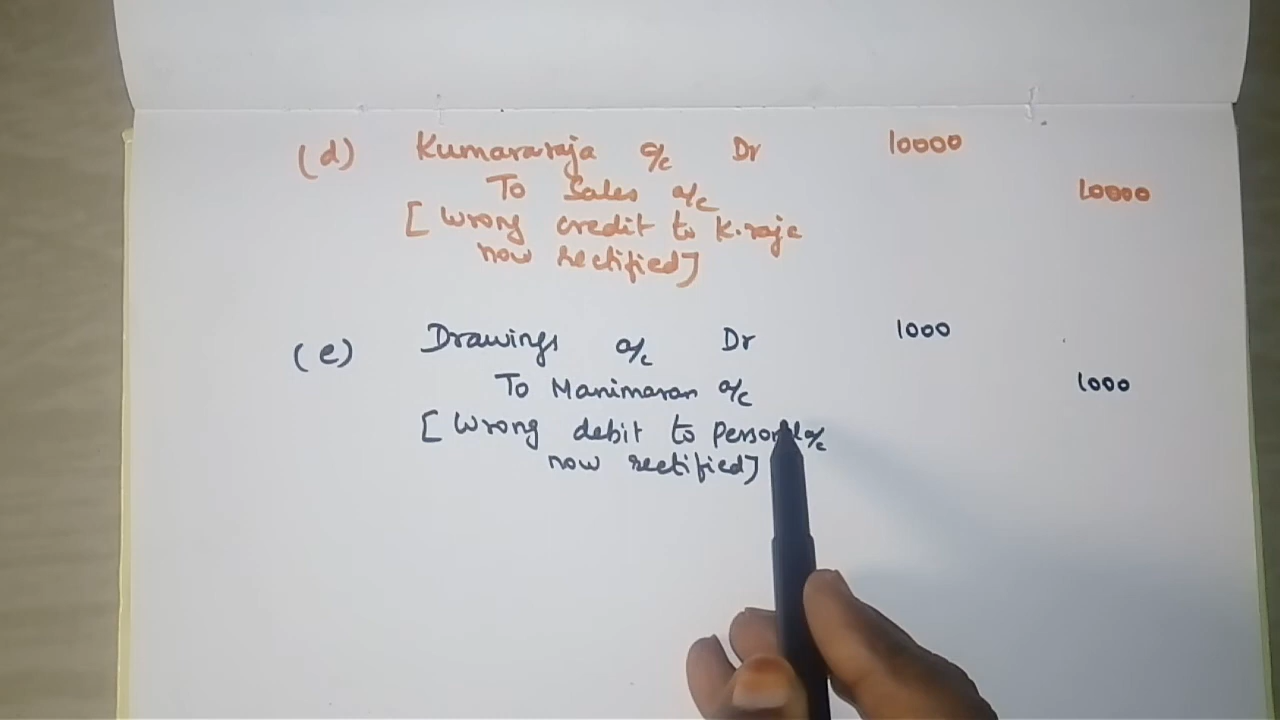 (d) Kumararaja a/c Dr 10000
To Sales a/c 10000
[Wrong credit to K.raja
now rectified]
(e) Drawings a/c Dr 1000
To Manimaran a/c 1000
[Wrong debit to personal a/c
now rectified]